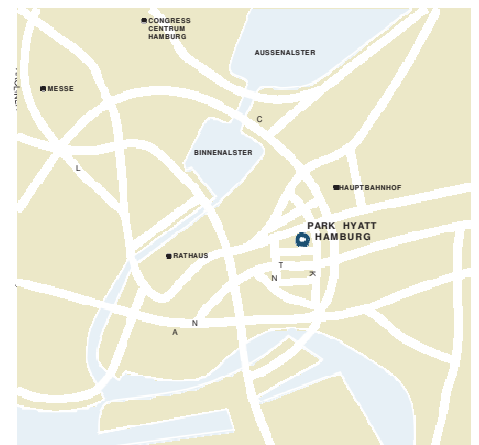 CONGRESS
CENTRUM
HAMBURG
AUSSENALSTER
MESSE
C
BINNENALSTER
L
HAUPTBAHNHOF
PARK HYATT
HAMBURG
RATHAUS
T
N
K
N
A